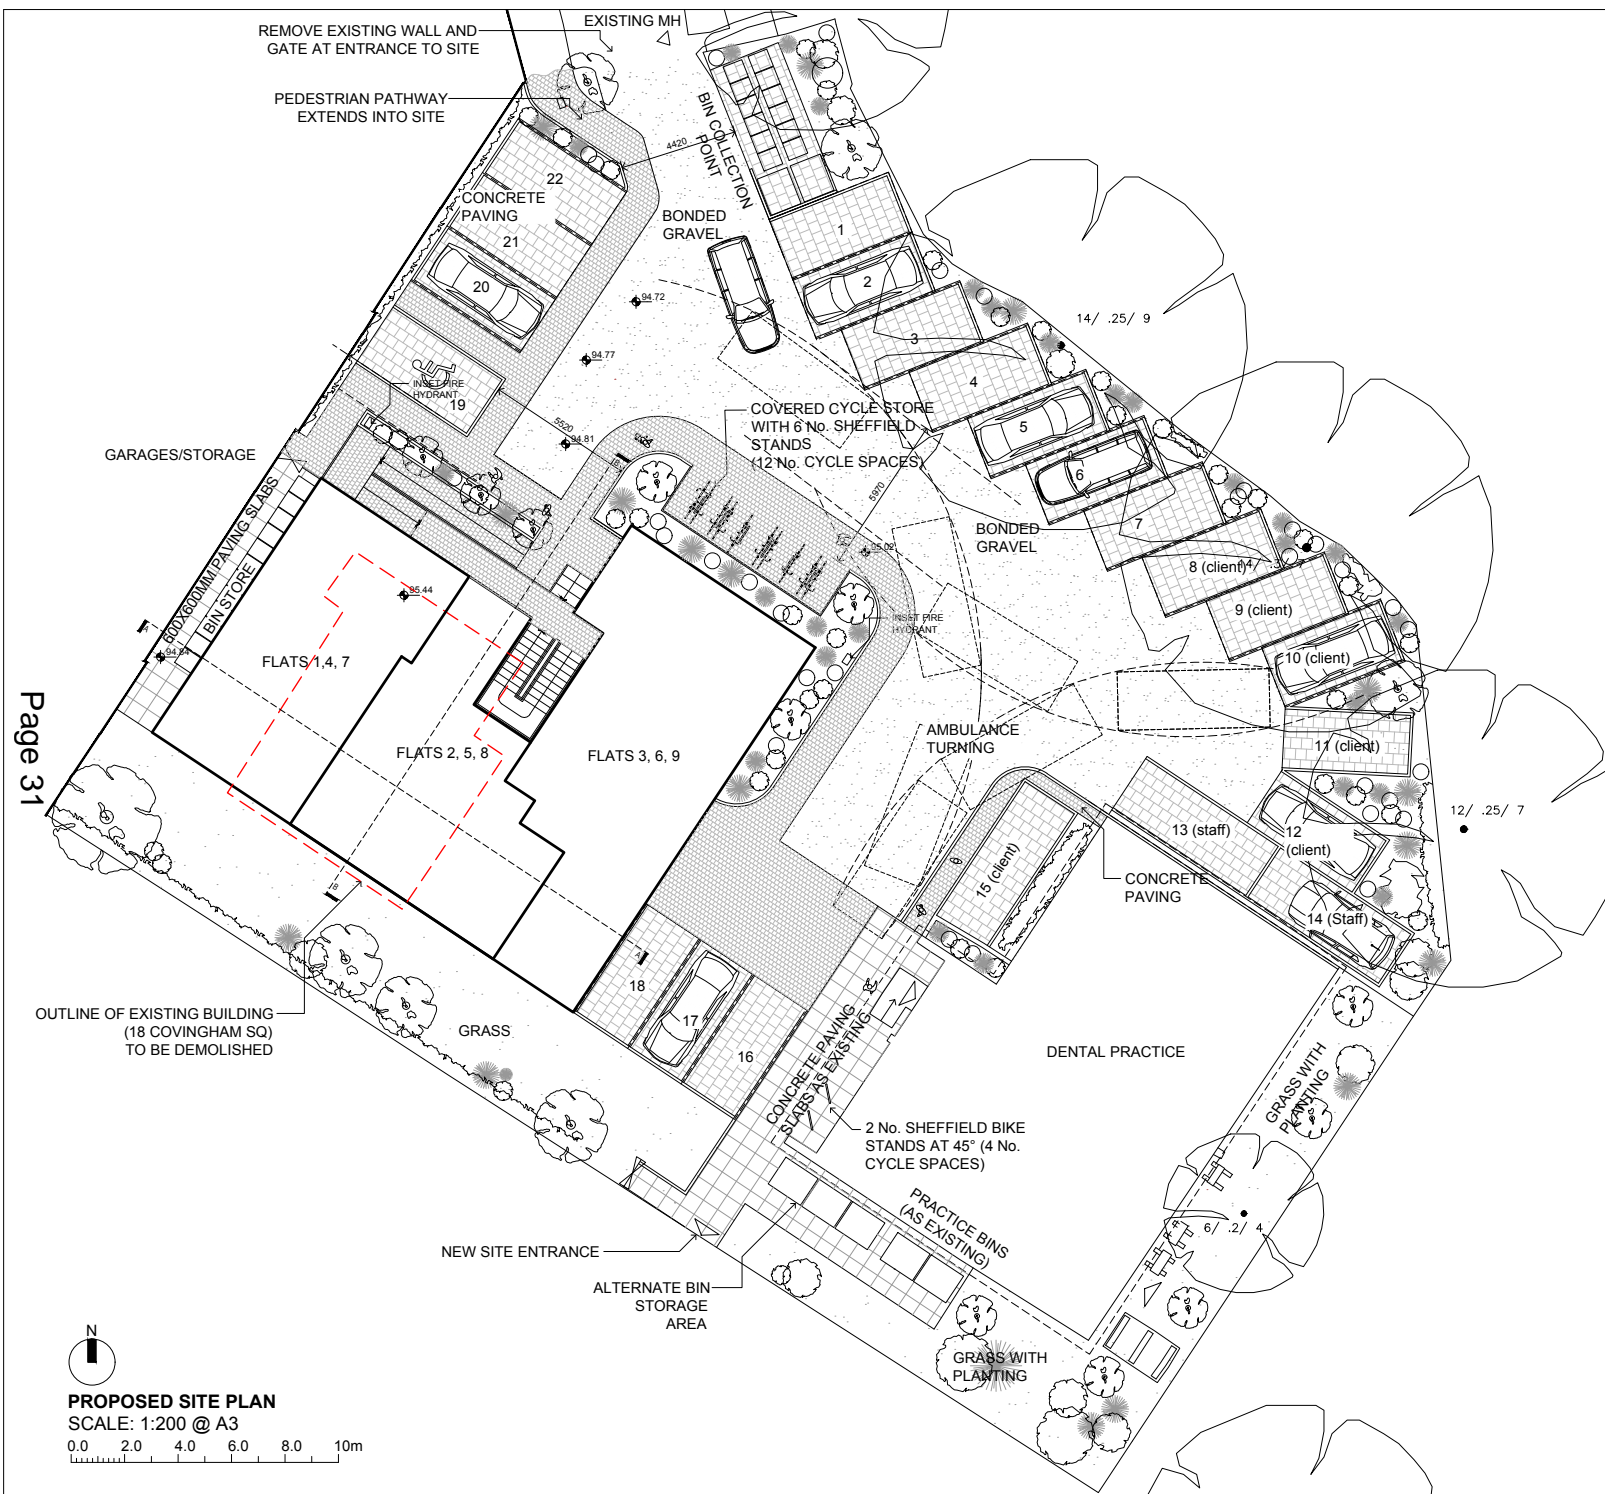 REMOVE EXISTING WALL AND
GATE AT ENTRANCE TO SITE
EXISTING MH
PEDESTRIAN PATHWAY
EXTENDS INTO SITE
BIN COLLECTION
POINT
4420
22
CONCRETE
PAVING
21
20
BONDED
GRAVEL
1
2
3
4
5
6
7
8 (client)
9 (client)
10 (client)
11 (client)
12
(client)
13 (staff)
14 (Staff)
15 (client)
14/ .25/ 9
94.72
94.77
INSET FIRE
HYDRANT
19
5520
94.81
COVERED CYCLE STORE
WITH 6 No. SHEFFIELD
STANDS
(12 No. CYCLE SPACES)
5970
95.02
BONDED
GRAVEL
GARAGES/STORAGE
600X600MM PAVING SLABS
BIN STORE
95.44
94.84
A
B
FLATS 1,4, 7
FLATS 2, 5, 8
FLATS 3, 6, 9
INSET FIRE
HYDRANT
AMBULANCE
TURNING
12/ .25/ 7
CONCRETE
PAVING
Page 31
B
A
18
17
16
OUTLINE OF EXISTING BUILDING
(18 COVINGHAM SQ)
TO BE DEMOLISHED
GRASS
CONCRETE PAVING
SLABS AS EXISTING
DENTAL PRACTICE
GRASS WITH
PLANTING
2 No. SHEFFIELD BIKE
STANDS AT 45° (4 No.
CYCLE SPACES)
PRACTICE BINS
(AS EXISTING)
6/ .2/ 4
NEW SITE ENTRANCE
ALTERNATE BIN
STORAGE
AREA
GRASS WITH
PLANTING
N
PROPOSED SITE PLAN
SCALE: 1:200 @ A3
0.0 2.0 4.0 6.0 8.0 10m